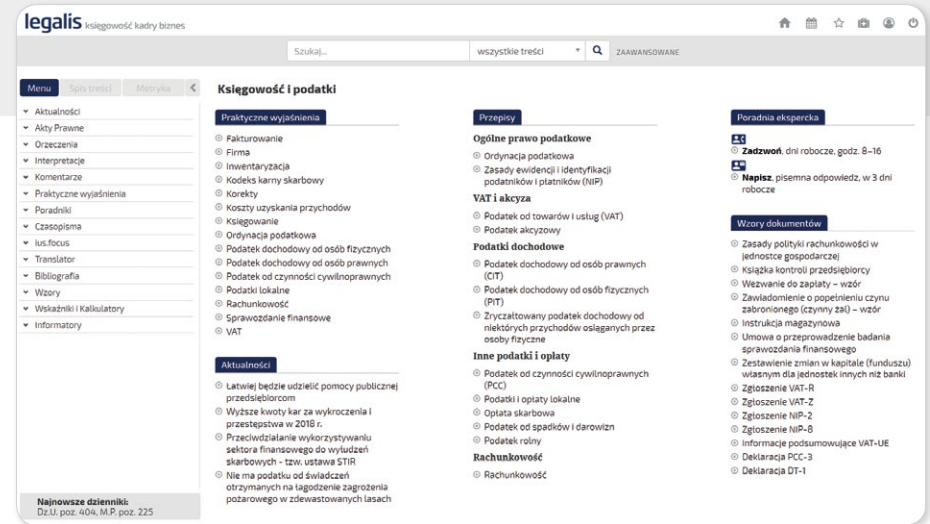 legalis księgowość kadry biznes
Szukaj...
wszystkie treści
ZAAWANSOWANE
Menu
Spis treści
Metryka
Aktualności
Akty Prawne
Orzeczenia
Interpretacje
Komentarze
Praktyczne wyjaśnienia
Poradniki
Czasopisma
ius.focus
Translator
Bibliografia
Wzory
Wskaźniki i Kalkulatory
Informatory
Najnowsze dzienniki:
Dz.U. poz. 404, M.P. poz. 225
Księgowość i podatki
Praktyczne wyjaśnienia
Fakturowanie
Firma
Inwentaryzacja
Kodeks karny skarbowy
Korekty
Koszty uzyskania przychodów
Księgowanie
Ordynacja podatkowa
Podatek dochodowy od osób fizycznych
Podatek dochodowy od osób prawnych
Podatek od czynności cywilnoprawnych
Podatki lokalne
Rachunkowość
Sprawozdanie finansowe
VAT
Aktualności
Łatwiej będzie udzielić pomocy publicznej
przedsiębiorcom
Wyższe kwoty kar za wykroczenia i
przestępstwa w 2018 r.
Przeciwdziałanie wykorzystywaniu
sektora finansowego do wyłudzeń
skarbowych - tzw. ustawa STIR
Nie ma podatku od świadczeń
otrzymanych na łagodzenie zagrożenia
pożarowego w zdewastowanych lasach
Przepisy
Ogólne prawo podatkowe
Ordynacja podatkowa
Zasady ewidencji i identyfikacji
podatników i płatników (NIP)
VAT i akcyza
Podatek od towarów i usług (VAT)
Podatek akcyzowy
Podatki dochodowe
Podatek dochodowy od osób prawnych
(CIT)
Podatek dochodowy od osób fizycznych
(PIT)
Zryczałtowany podatek dochodowy od
niektórych przychodów osiąganych przez
osoby fizyczne
Inne podatki i opłaty
Podatek od czynności cywilnoprawnych
(PCC)
Podatki i opłaty lokalne
Opłata skarbowa
Podatek od spadków i darowizn
Podatek rolny
Rachunkowość
Rachunkowość
Poradnia ekspercka
Zadzwoń, dni robocze, godz. 8–16
Napisz, pisemna odpowiedz, w 3 dni
robocze
Wzory dokumentów
Zasady polityki rachunkowości w
jednostce gospodarczej
Książka kontroli przedsiębiorcy
Wezwanie do zapłaty – wzór
Zawiadomienie o popełnieniu czynu
zabronionego (czynny żal) – wzór
Instrukcja magazynowa
Umowa o przeprowadzenie badania
sprawozdania finansowego
Zestawienie zmian w kapitale (funduszu)
własnym dla jednostek innych niż banki
Zgłoszenie VAT-R
Zgłoszenie VAT-Z
Zgłoszenie NIP-2
Zgłoszenie NIP-8
Informacje podsumowujące VAT-UE
Deklaracja PCC-3
Deklaracja DT-1